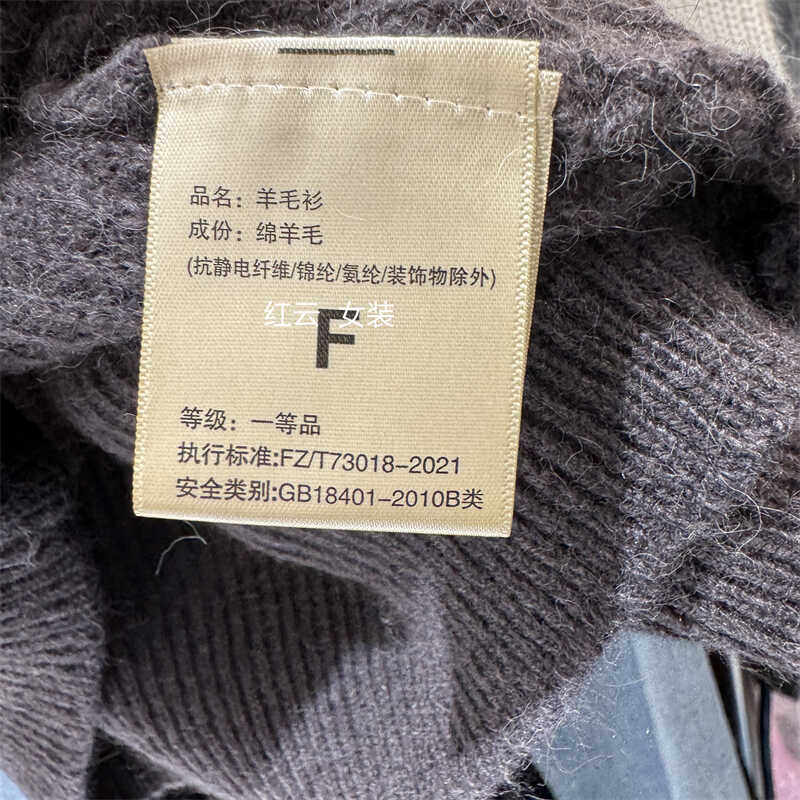 品名：羊毛衫
成份：绵羊毛
(抗静电纤维/锦纶/氨纶/装饰物除外)
红云 女装
F
等级：一等品
执行标准:FZ/T73018-2021
安全类别:GB18401-2010B类